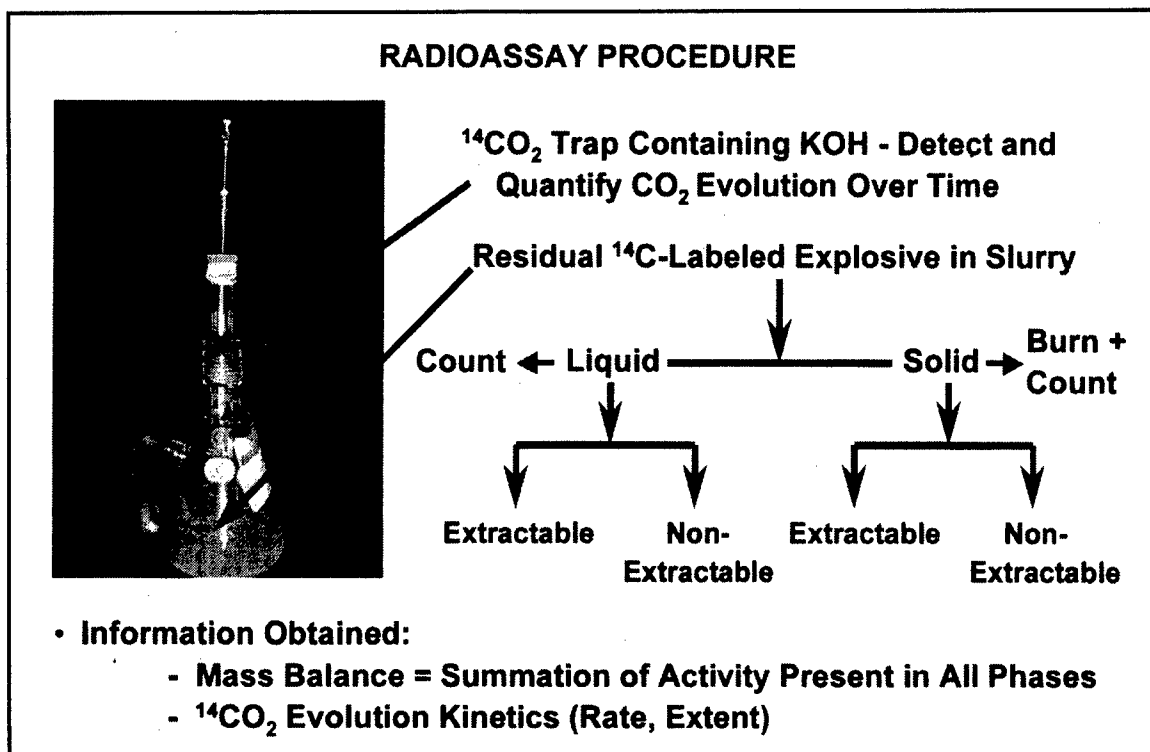 RADIOASSAY PROCEDURE
¹⁴CO₂ Trap Containing KOH - Detect and
Quantify CO₂ Evolution Over Time
Residual ¹⁴C-Labeled Explosive in Slurry
Count
Liquid
Solid
Burn +
Count
Extractable
Non-
Extractable
Extractable
Non-
Extractable
• Information Obtained:
- Mass Balance = Summation of Activity Present in All Phases
- ¹⁴CO₂ Evolution Kinetics (Rate, Extent)